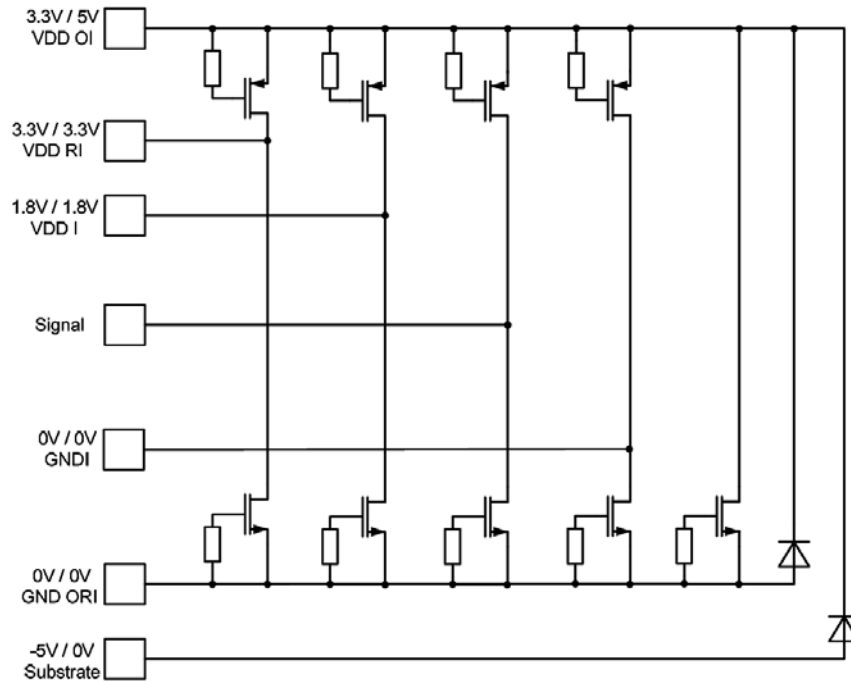 3.3V / 5V
VDD OI
3.3V / 3.3V
VDD RI
1.8V / 1.8V
VDD I
Signal
0V / 0V
GNDI
0V / 0V
GND ORI
-5V / 0V
Substrate